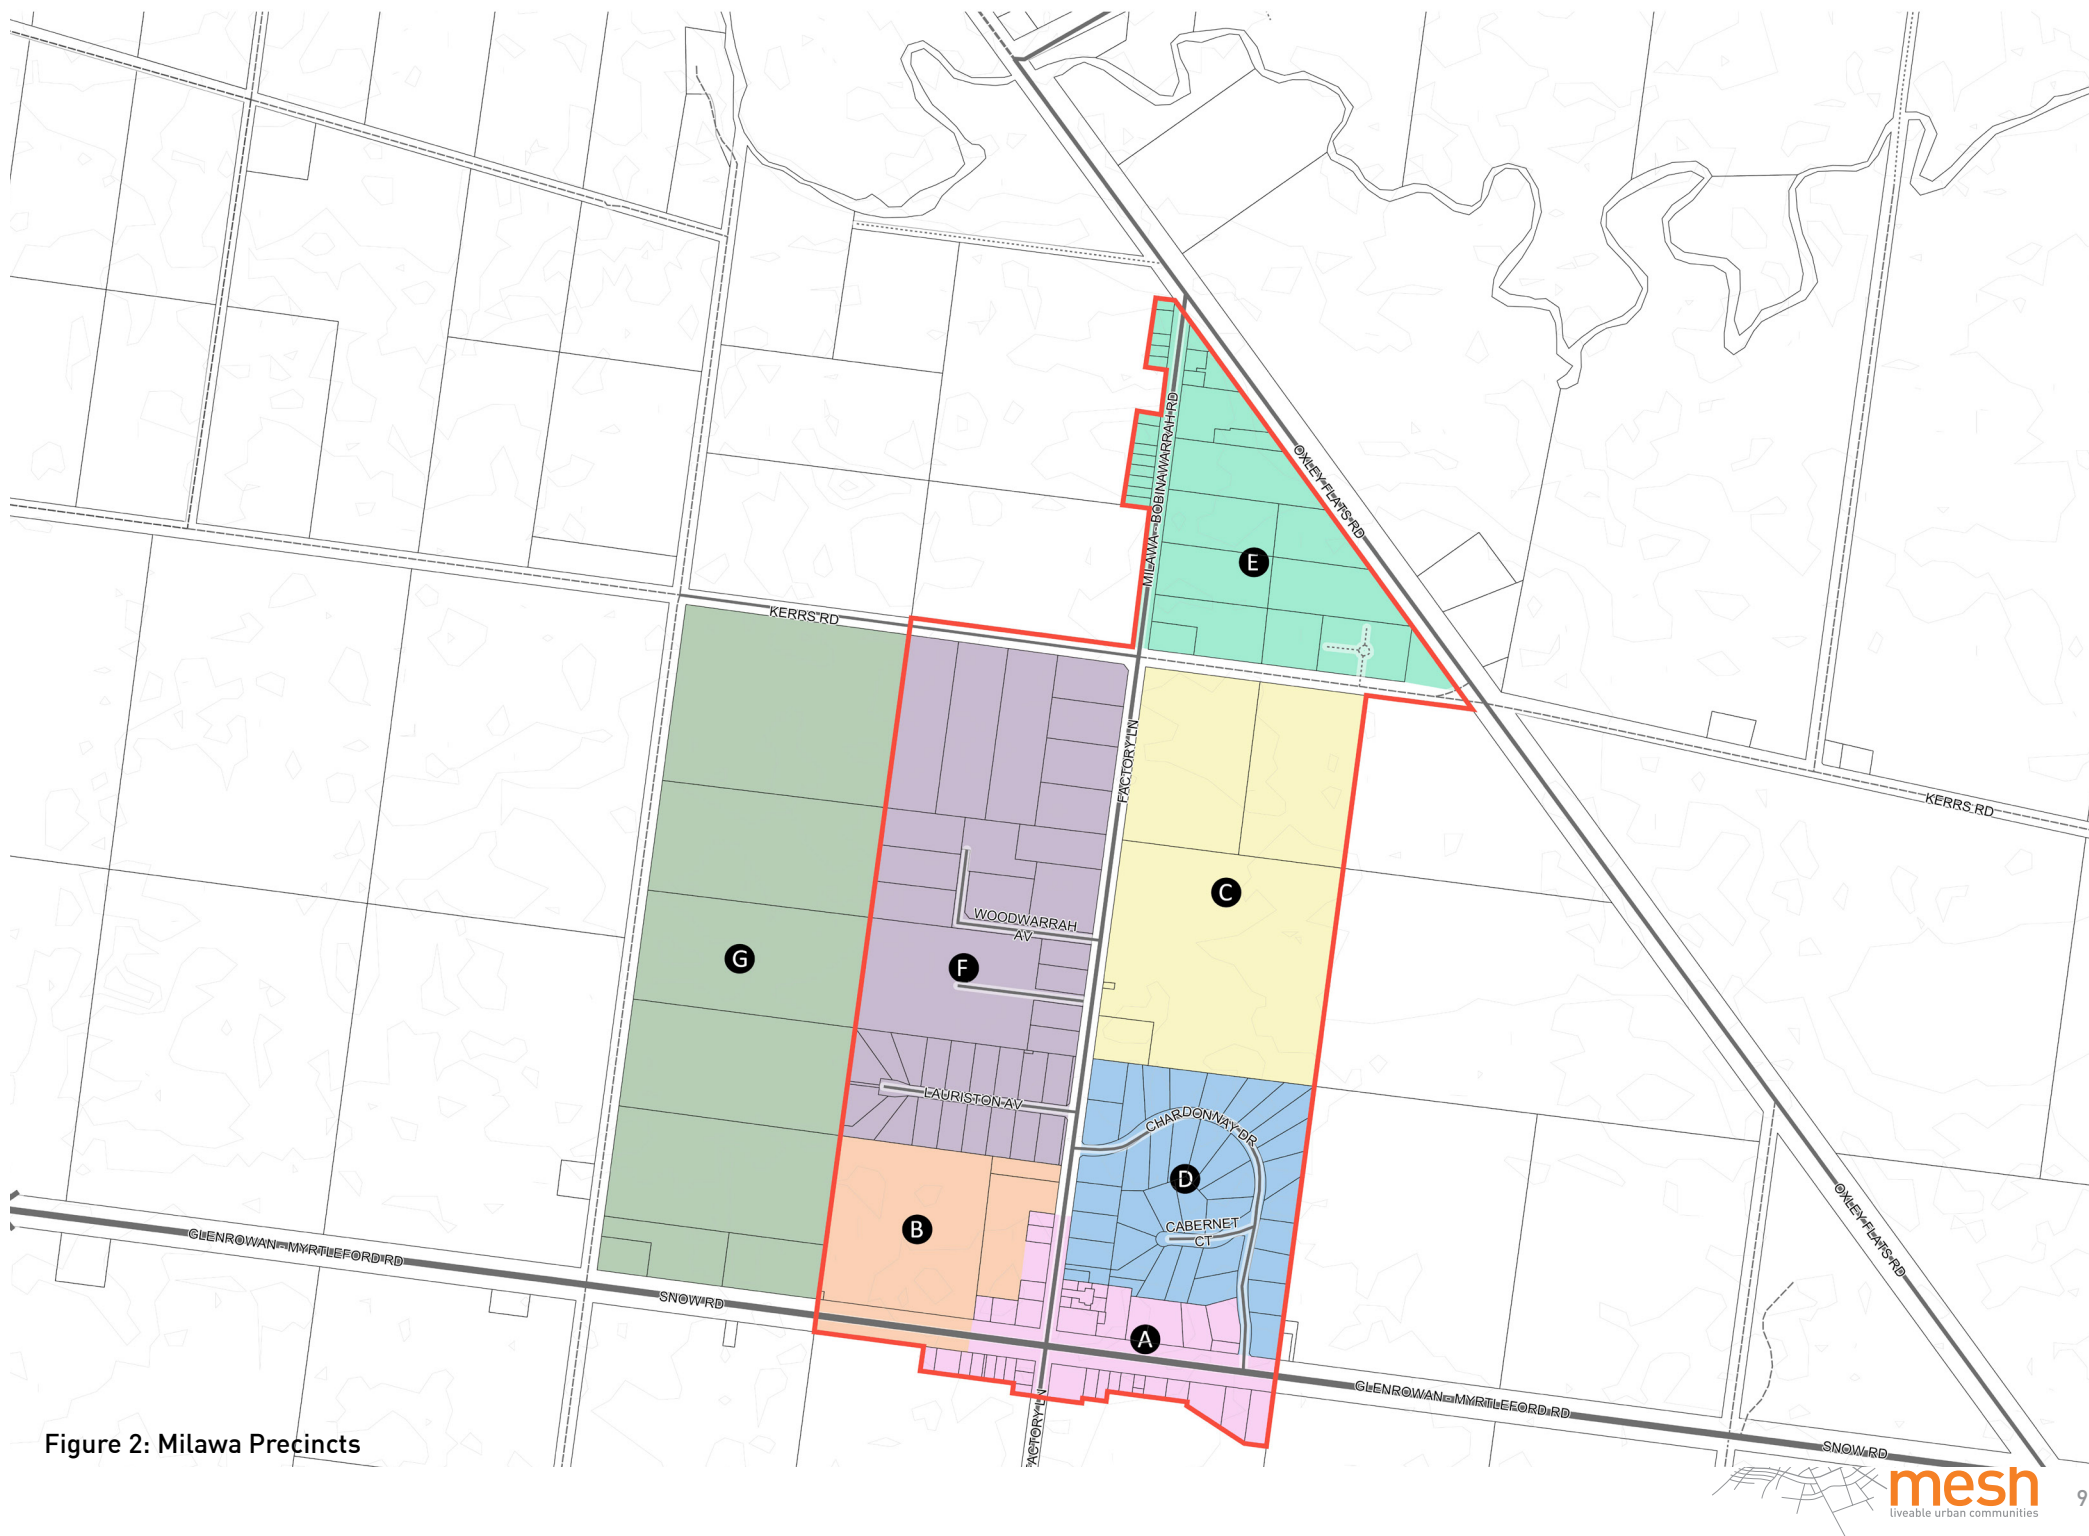 KERRS RD
MILAWA - BOBINAWARRAH RD
OXLEY FLATS RD
E
FACTORY LN
KERRS RD
C
WOODWARRAH
AV
G
F
LAURISTON AV
CHARDONNAY DR
D
CABERNET
CT
B
OXLEY FLATS RD
GLENROWAN - MYRTLEFORD RD
SNOW RD
A
GLENROWAN - MYRTLEFORD RD
FACTORY LN
SNOW RD
Figure 2: Milawa Precincts
mesh
liveable urban communities
9